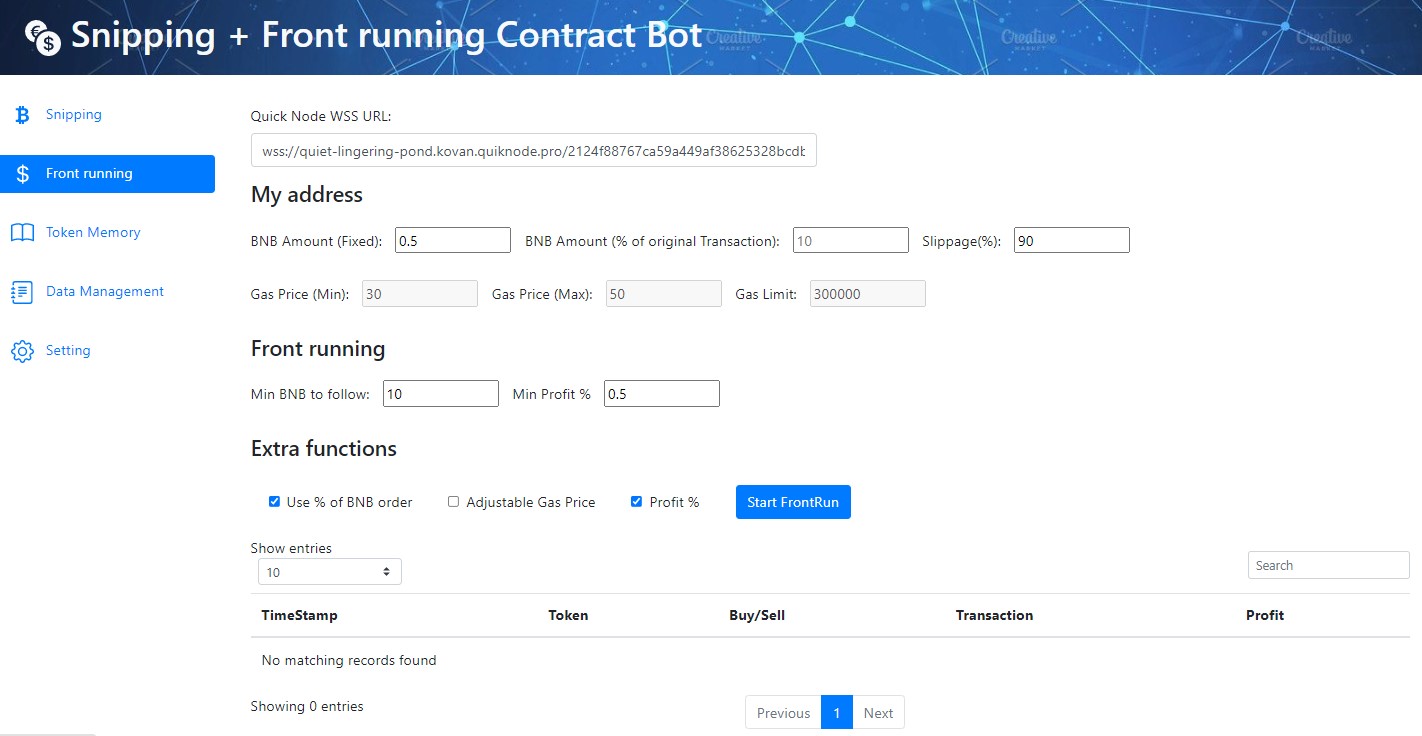 Snipping + Front running Contract Bot
Creative MARKET
Creative MARKET
Creative MARKET
Snipping
Front running
Token Memory
Data Management
Setting
Quick Node WSS URL:
wss://quiet-lingering-pond.kovan.quiknode.pro/2124f88767ca59a449af38625328bcdb
My address
BNB Amount (Fixed): 0.5 BNB Amount (% of original Transaction): 10 Slippage(%): 90
Gas Price (Min): 30 Gas Price (Max): 50 Gas Limit: 300000
Front running
Min BNB to follow: 10 Min Profit % 0.5
Extra functions
Use % of BNB order Adjustable Gas Price Profit % Start FrontRun
Show entries
10
Search
TimeStamp Token Buy/Sell Transaction Profit
No matching records found
Showing 0 entries
Previous 1 Next